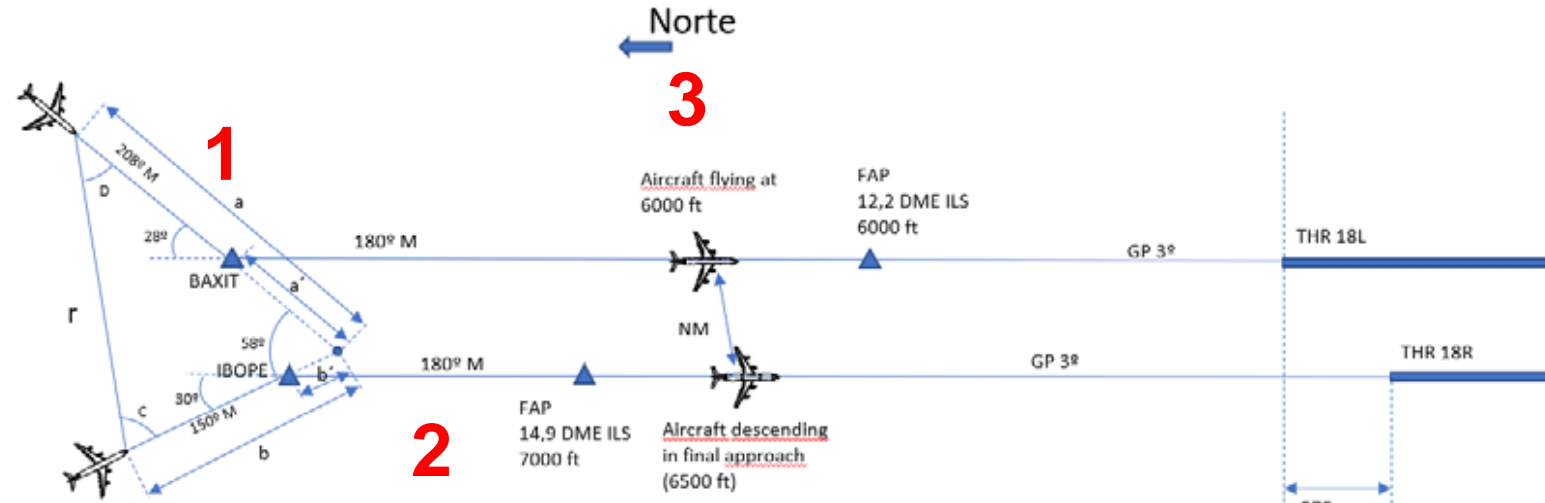 Norte
3
1
208º M
D
a
28º
180º M
BAXIT
a´
r
58º
IBOPE
b´
30º
C
150º M
b
180º M
2
Aircraft flying at
6000 ft
FAP
12,2 DME ILS
6000 ft
GP 3º
THR 18L
NM
GP 3º
THR 18R
FAP
14,9 DME ILS
7000 ft
Aircraft descending
in final approach
(6500 ft)